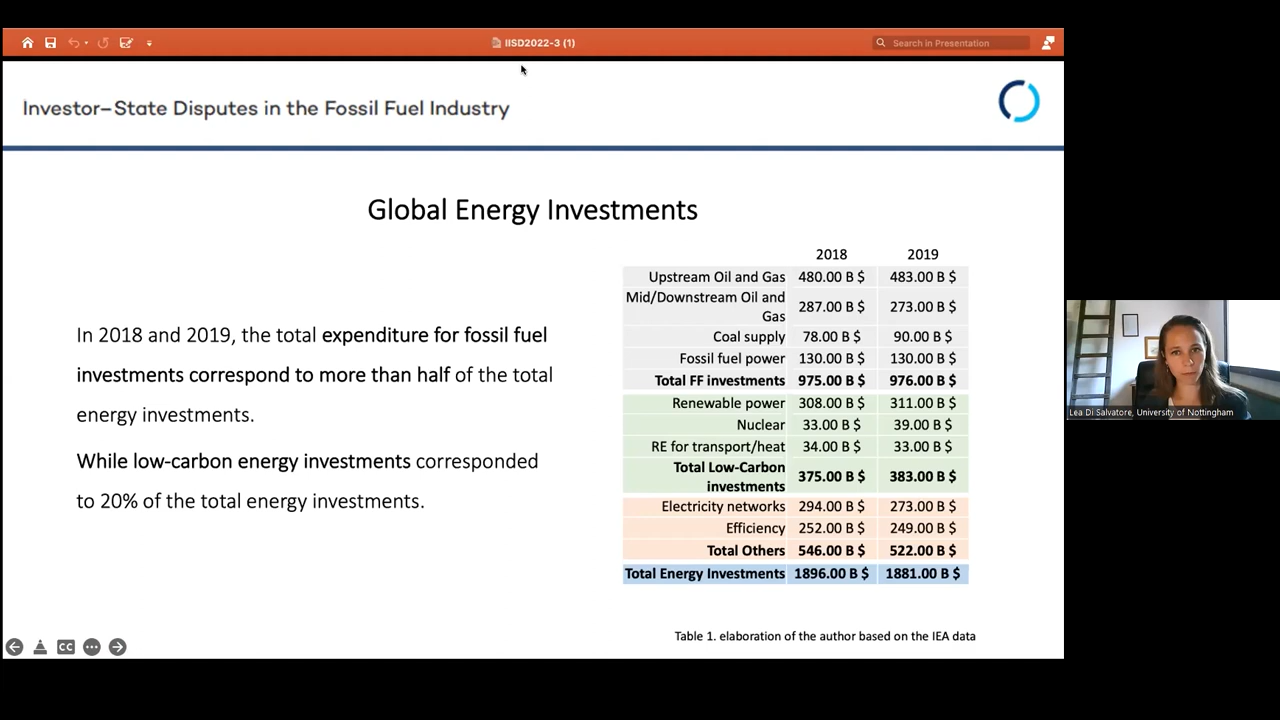 IISD2022-3 (1)
Search in Presentation
Investor–State Disputes in the Fossil Fuel Industry
Global Energy Investments
In 2018 and 2019, the total expenditure for fossil fuel
investments correspond to more than half of the total
energy investments.
While low-carbon energy investments corresponded
to 20% of the total energy investments.
2018 2019
Upstream Oil and Gas 480.00 B $ 483.00 B $
Mid/Downstream Oil and
Gas 287.00 B $ 273.00 B $
Coal supply 78.00 B $ 90.00 B $
Fossil fuel power 130.00 B $ 130.00 B $
Total FF investments 975.00 B $ 976.00 B $
Renewable power 308.00 B $ 311.00 B $
Nuclear 33.00 B $ 39.00 B $
RE for transport/heat 34.00 B $ 33.00 B $
Total Low-Carbon
investments 375.00 B $ 383.00 B $
Electricity networks 294.00 B $ 273.00 B $
Efficiency 252.00 B $ 249.00 B $
Total Others 546.00 B $ 522.00 B $
Total Energy Investments 1896.00 B $ 1881.00 B $
Table 1. elaboration of the author based on the IEA data
CC
Lea Di Salvatore, University of Nottingham